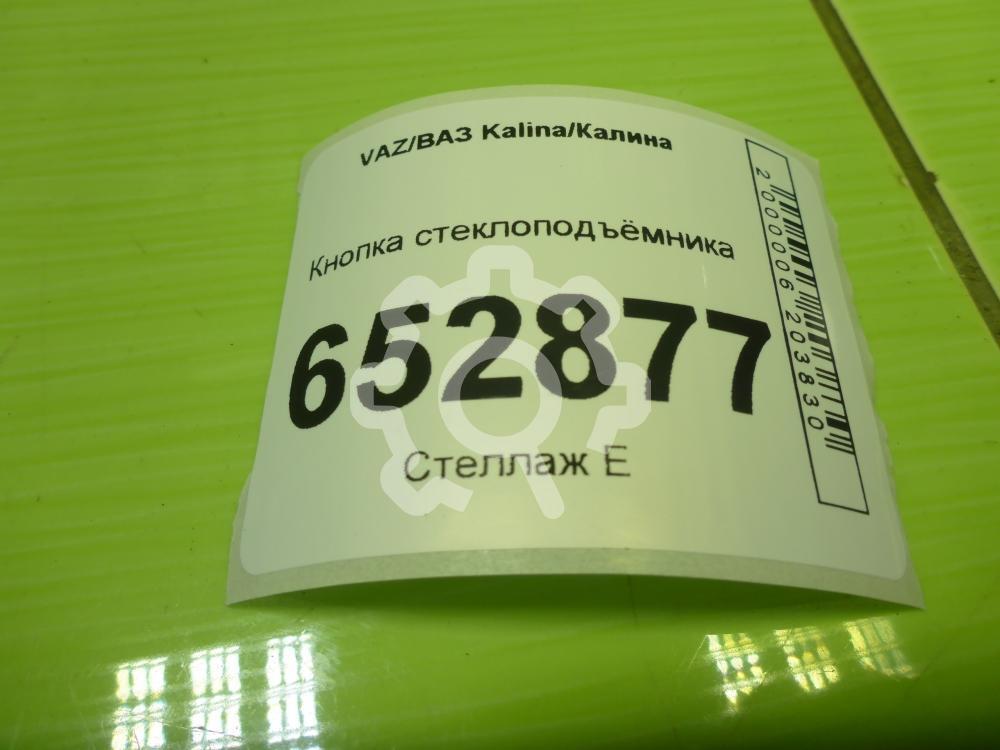 VAZ/ВАЗ Kalina/Калина
Кнопка стеклоподъёмника
652877
Стеллаж Е
2000006203830